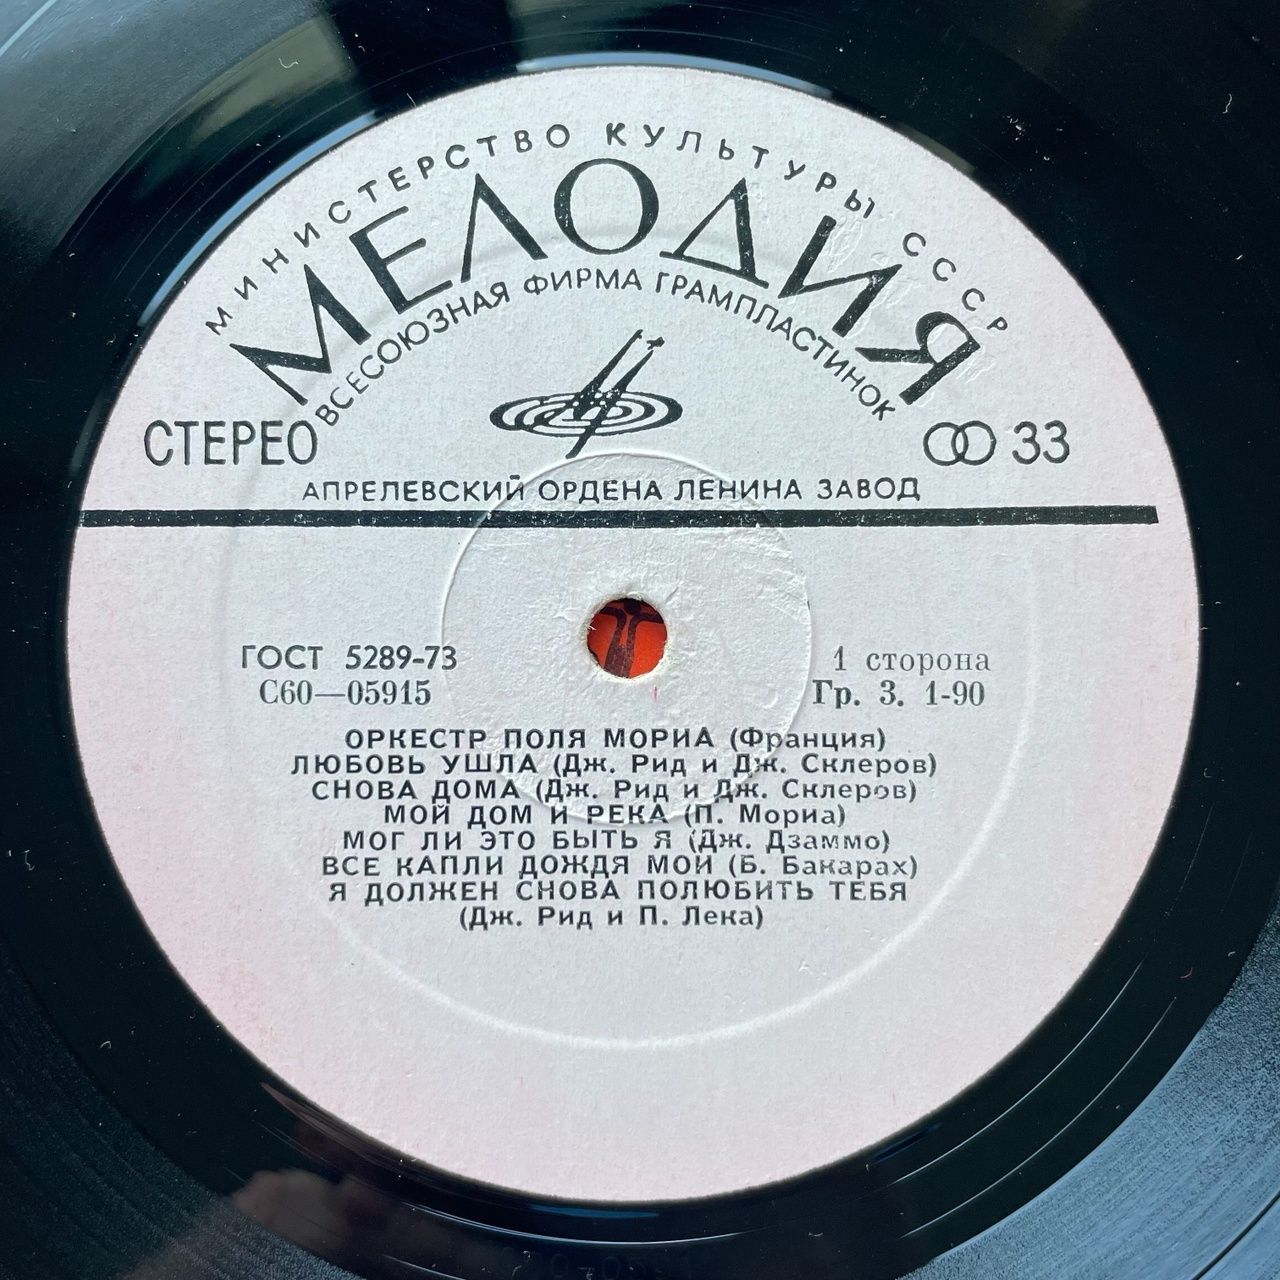 МИНИСТЕРСТВО КУЛЬТУРЫ СССР
МЕЛОДИЯ
ВСЕСОЮЗНАЯ ФИРМА ГРАМПЛАСТИНОК
СТЕРЕО
33
АПРЕЛЕВСКИЙ ОРДЕНА ЛЕНИНА ЗАВОД
ГОСТ 5289-73
С60—05915
1 сторона
Гр. 3. 1-90
ОРКЕСТР ПОЛЯ МОРИА (Франция)
ЛЮБОВЬ УШЛА (Дж. Рид и Дж. Склеров)
СНОВА ДОМА (Дж. Рид и Дж. Склеров)
МОЙ ДОМ И РЕКА (П. Мориа)
МОГ ЛИ ЭТО БЫТЬ Я (Дж. Дзаммо)
ВСЕ КАПЛИ ДОЖДЯ МОИ (Б. Бакарах)
Я ДОЛЖЕН СНОВА ПОЛЮБИТЬ ТЕБЯ
(Дж. Рид и П. Лека)